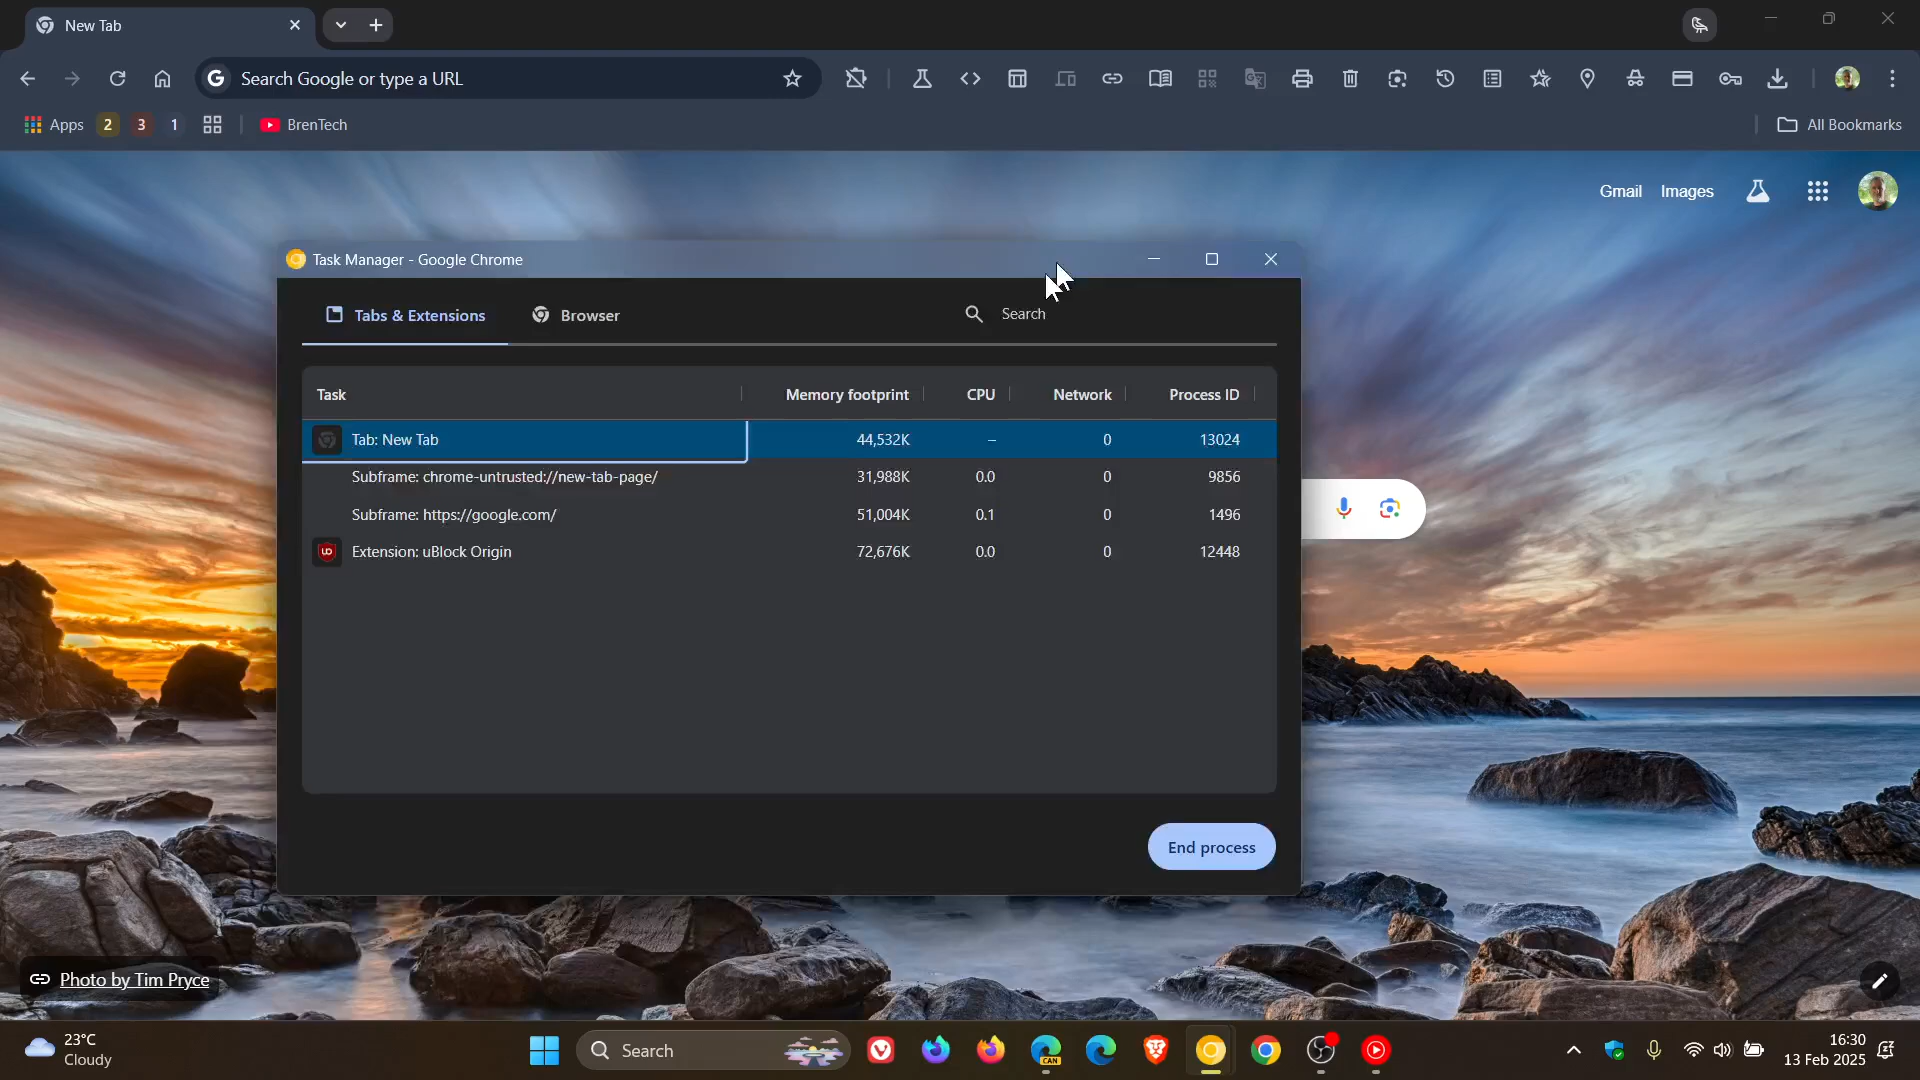 New Tab
Search Google or type a URL
Apps 2 3 1 BrenTech All Bookmarks
Gmail Images
Task Manager - Google Chrome
Tabs & Extensions Browser Search
Task Memory footprint CPU Network Process ID
Tab: New Tab 44,532K – 0 13024
Subframe: chrome-untrusted://new-tab-page/ 31,988K 0.0 0 9856
Subframe: https://google.com/ 51,004K 0.1 0 1496
Extension: uBlock Origin 72,676K 0.0 0 12448
End process
Photo by Tim Pryce
23°C
Cloudy
Search
CAN
16:30
13 Feb 2025